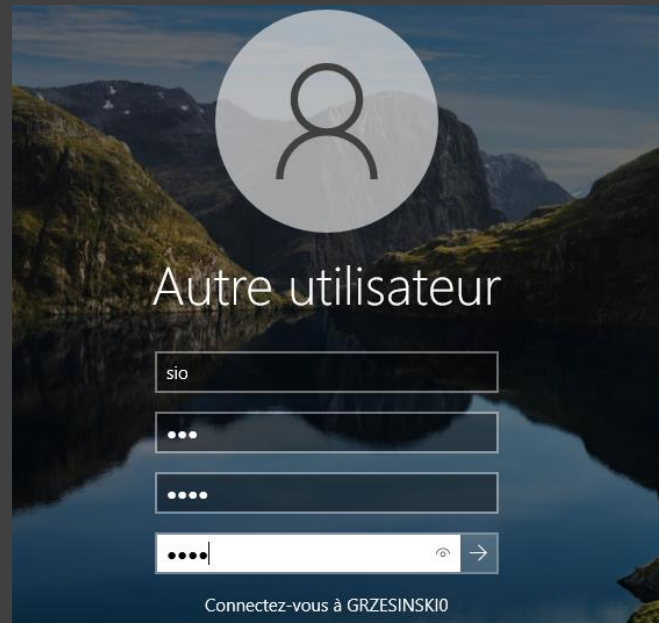 Autre utilisateur
sio
●●●
●●●●
●●●●
Connectez-vous à GRZESINSKI0